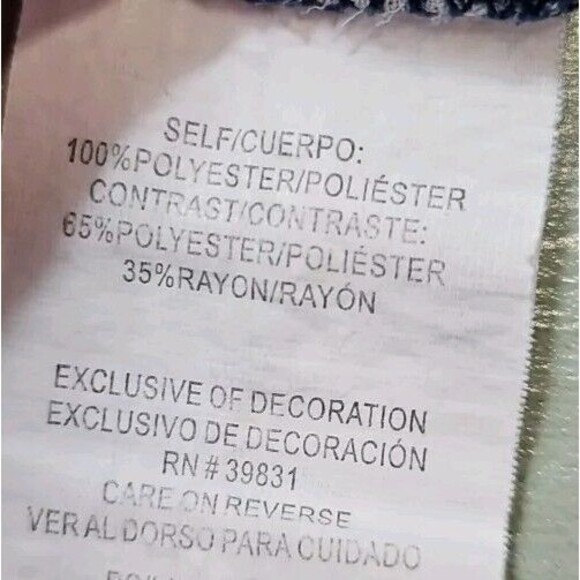 SELF/CUERPO:
100%POLYESTER/POLIÉSTER
CONTRAST/CONTRASTE:
65%POLYESTER/POLIÉSTER
35%RAYON/RAYÓN
EXCLUSIVE OF DECORATION
EXCLUSIVO DE DECORACIÓN
RN # 39831
CARE ON REVERSE
VER AL DORSO PARA CUIDADO